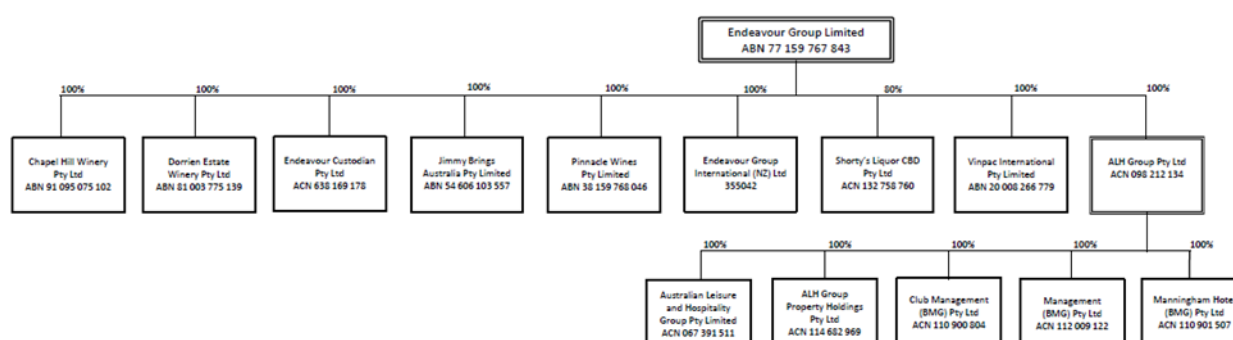 Endeavour Group Limited
ABN 77 159 767 843
100%
100%
100%
100%
100%
100%
80%
100%
100%
Chapel Hill Winery
Pty Ltd
ABN 91 095 075 102
Dorrien Estate
Winery Pty Ltd
ABN 81 003 775 139
Endeavour Custodian
Pty Ltd
ACN 638 169 178
Jimmy Brings
Australia Pty Limited
ABN 54 606 103 557
Pinnacle Wines
Pty Limited
ABN 38 159 768 046
Endeavour Group
International (NZ) Ltd
355042
Shorty's Liquor CBD
Pty Ltd
ACN 132 758 760
Vinpac International
Pty Limited
ABN 20 008 266 779
ALH Group Pty Ltd
ACN 098 212 134
100%
100%
100%
100%
100%
Australian Leisure
and Hospitality
Group Pty Limited
ACN 067 391 511
ALH Group
Property Holdings
Pty Ltd
ACN 114 682 969
Club Management
(BMG) Pty Ltd
ACN 110 900 804
Management
(BMG) Pty Ltd
ACN 112 009 122
Manningham Hotel
(BMG) Pty Ltd
ACN 110 901 507